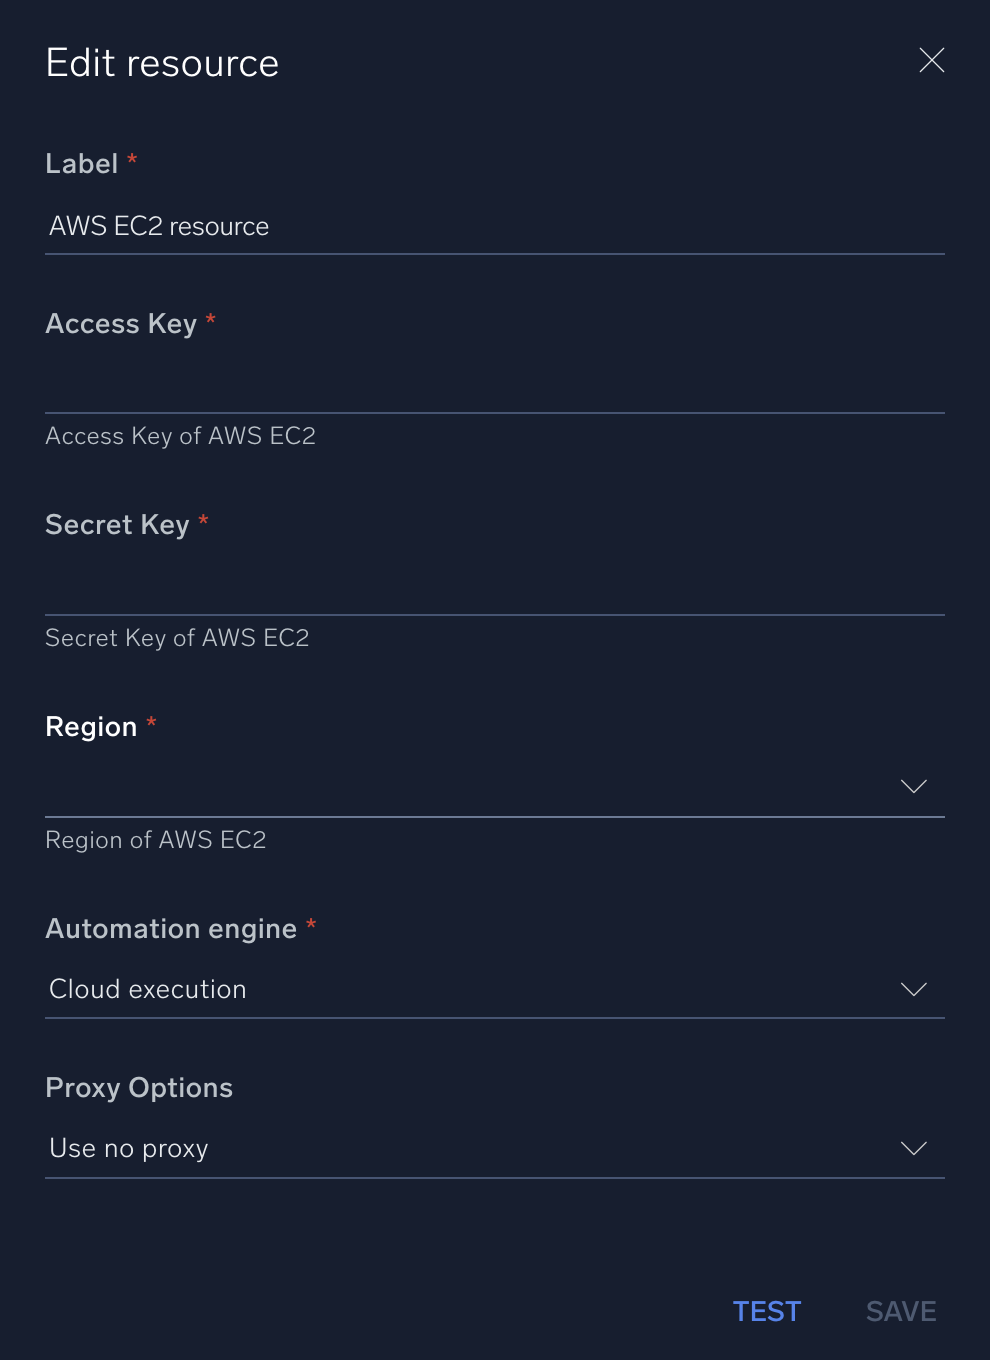 Edit resource
Label *
AWS EC2 resource
Access Key *
Access Key of AWS EC2
Secret Key *
Secret Key of AWS EC2
Region *
Region of AWS EC2
Automation engine *
Cloud execution
Proxy Options
Use no proxy
TEST SAVE